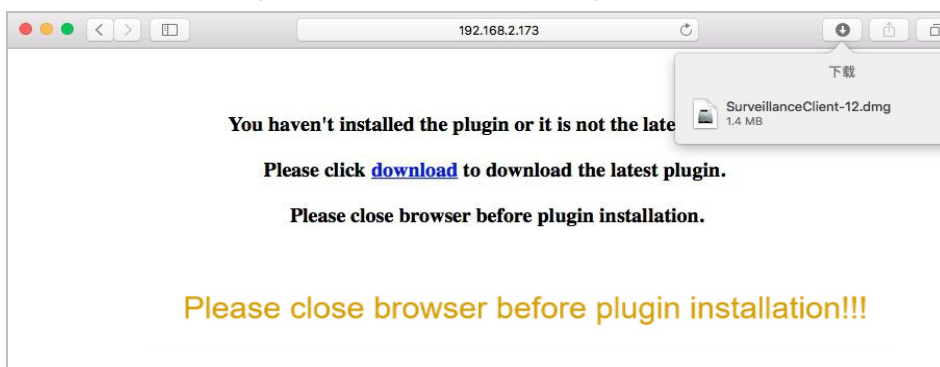 192.168.2.173
下载
SurveillanceClient-12.dmg
1.4 MB
You haven't installed the plugin or it is not the late
Please click download to download the latest plugin.
Please close browser before plugin installation.
Please close browser before plugin installation!!!